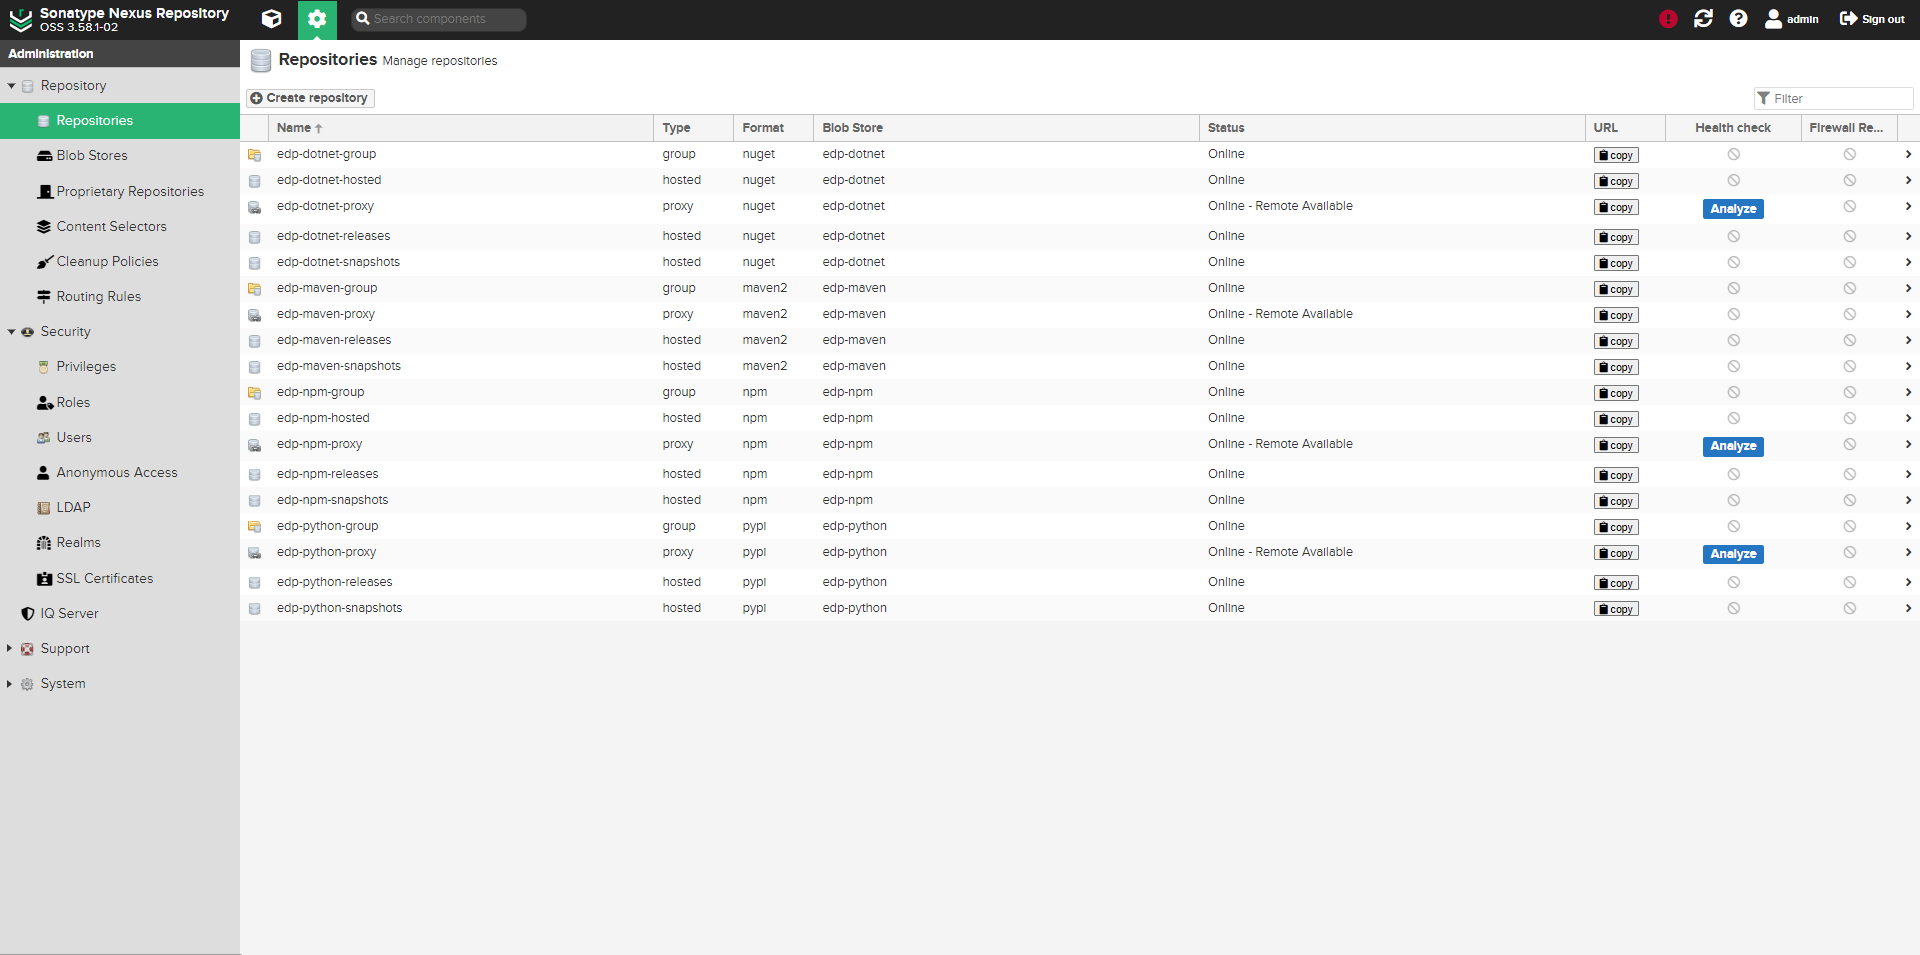 Sonatype Nexus Repository
OSS 3.58.1-02
Search components
admin
Sign out
Administration
Repository
Repositories
Blob Stores
Proprietary Repositories
Content Selectors
Cleanup Policies
Routing Rules
Security
Privileges
Roles
Users
Anonymous Access
LDAP
Realms
SSL Certificates
IQ Server
Support
System
Repositories Manage repositories
Create repository
Filter
Name Type Format Blob Store Status URL Health check Firewall Re...
edp-dotnet-group group nuget edp-dotnet Online copy
edp-dotnet-hosted hosted nuget edp-dotnet Online copy
edp-dotnet-proxy proxy nuget edp-dotnet Online - Remote Available copy Analyze
edp-dotnet-releases hosted nuget edp-dotnet Online copy
edp-dotnet-snapshots hosted nuget edp-dotnet Online copy
edp-maven-group group maven2 edp-maven Online copy
edp-maven-proxy proxy maven2 edp-maven Online - Remote Available copy
edp-maven-releases hosted maven2 edp-maven Online copy
edp-maven-snapshots hosted maven2 edp-maven Online copy
edp-npm-group group npm edp-npm Online copy
edp-npm-hosted hosted npm edp-npm Online copy
edp-npm-proxy proxy npm edp-npm Online - Remote Available copy Analyze
edp-npm-releases hosted npm edp-npm Online copy
edp-npm-snapshots hosted npm edp-npm Online copy
edp-python-group group pypi edp-python Online copy
edp-python-proxy proxy pypi edp-python Online - Remote Available copy Analyze
edp-python-releases hosted pypi edp-python Online copy
edp-python-snapshots hosted pypi edp-python Online copy